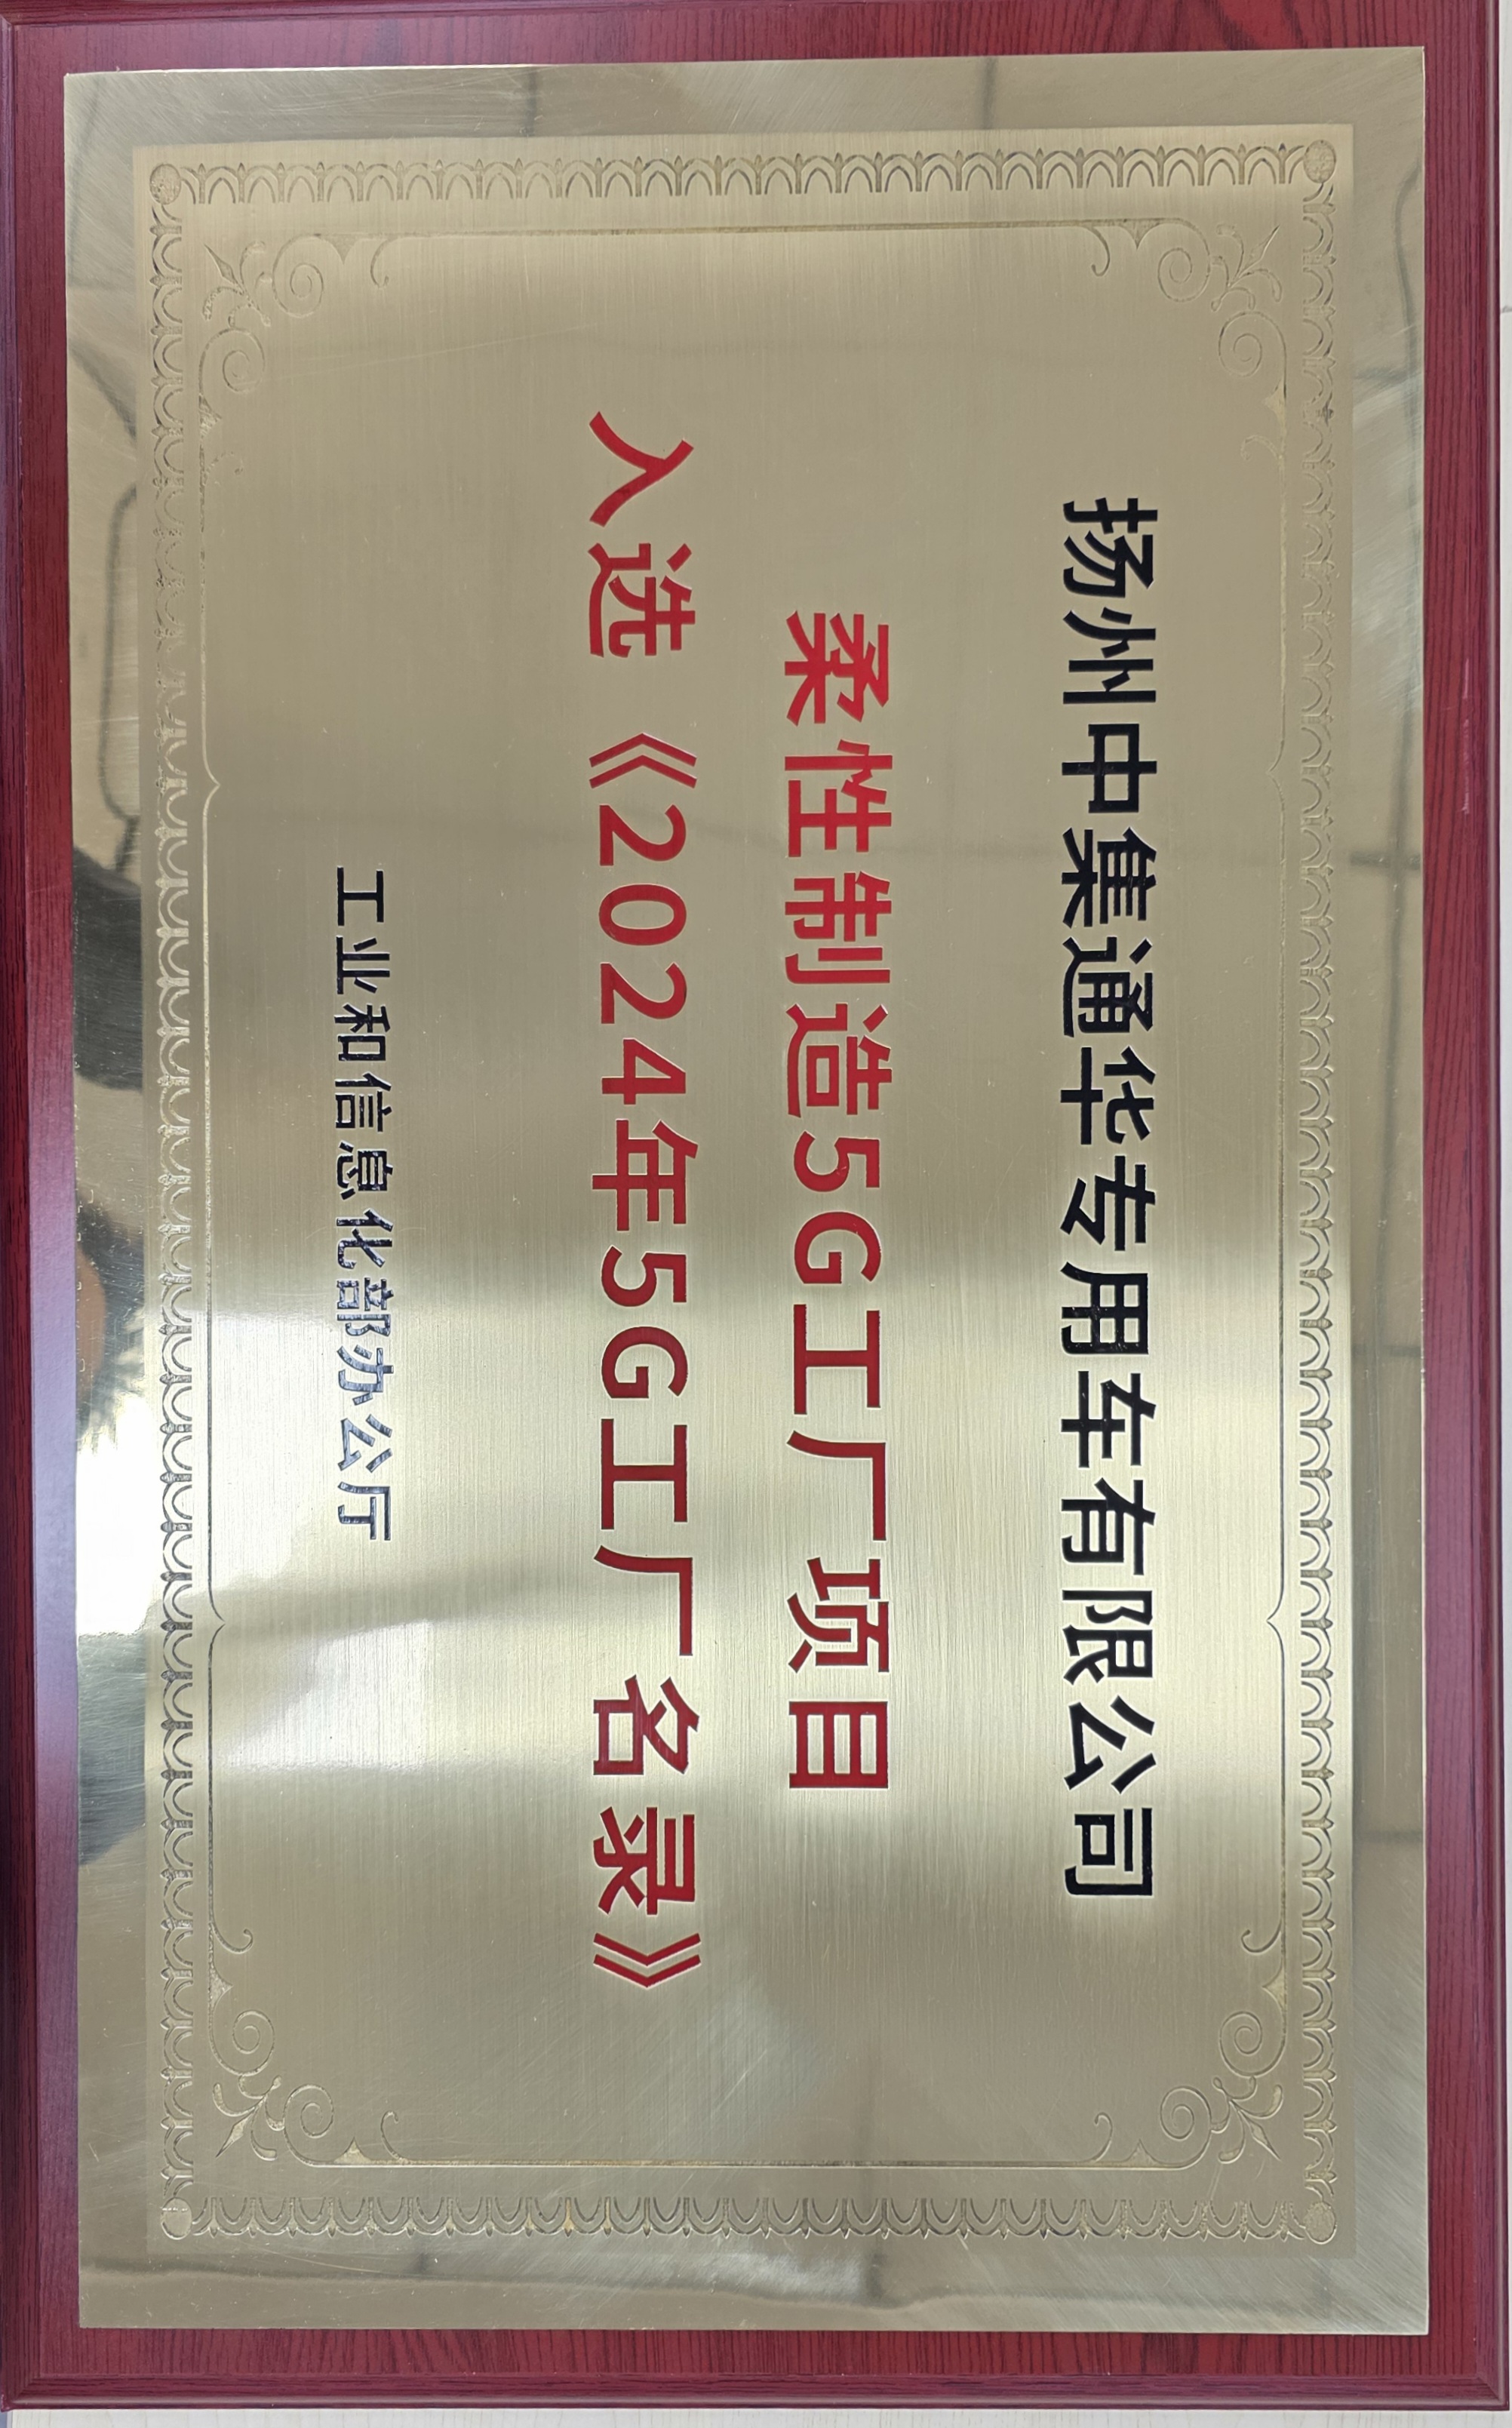 扬州中集通华专用车有限公司
柔性制造5G工厂项目
入选《2024年5G工厂名录》
工业和信息化部办公厅